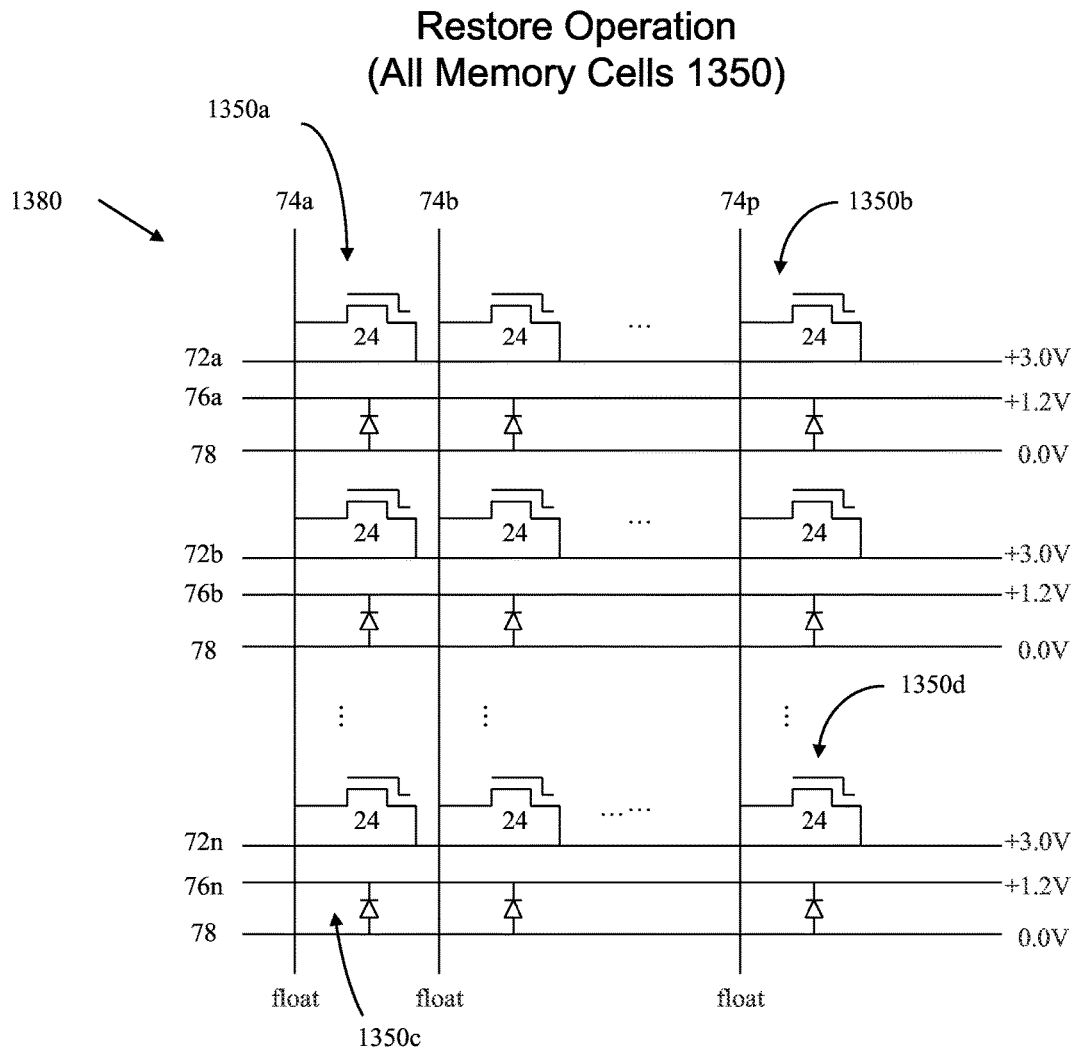 Restore Operation
(All Memory Cells 1350)
1350a
1380
74a 74b 74p 1350b
24 24 ... 24
72a +3.0V
76a +1.2V
78 0.0V
24 24 ... 24
72b +3.0V
76b +1.2V
78 0.0V
1350d
... ... ...
24 24 ... ... 24
72n +3.0V
76n +1.2V
78 0.0V
float float float
1350c